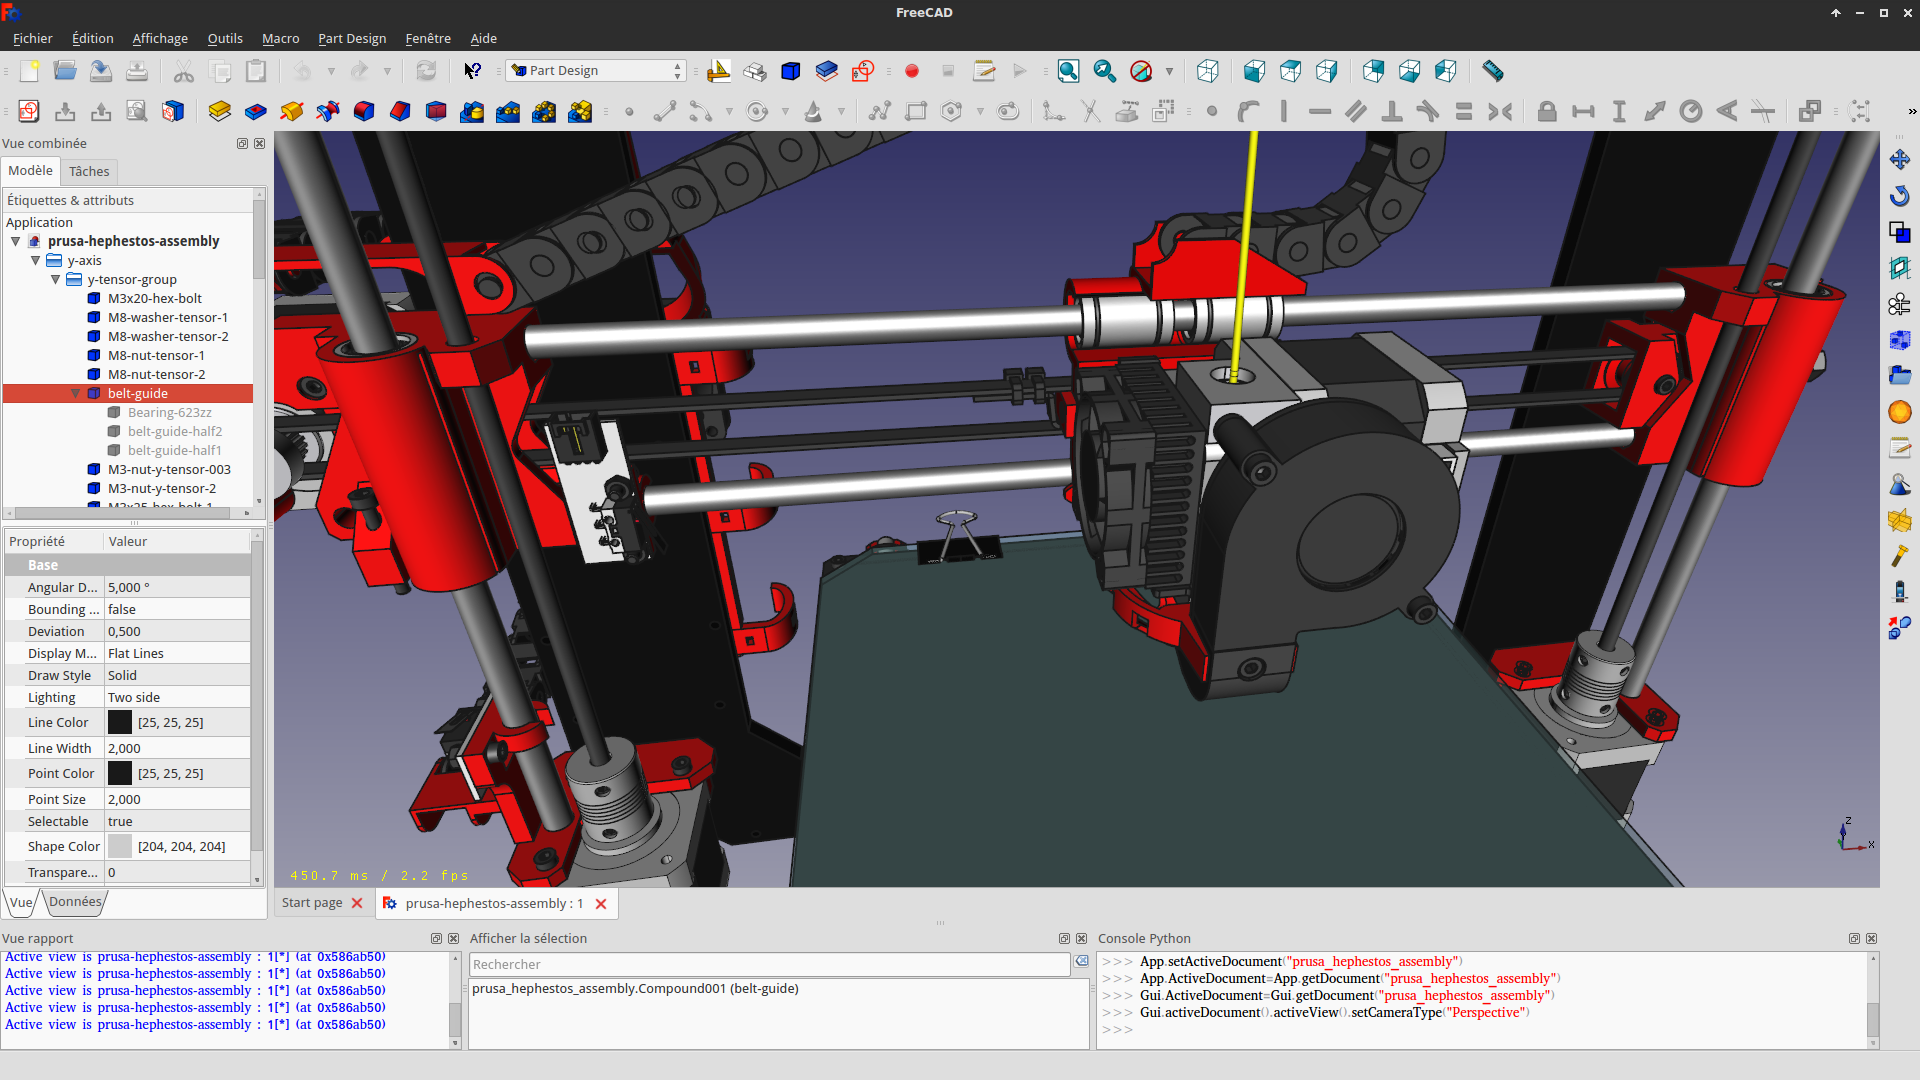 FreeCAD
Fichier Édition Affichage Outils Macro Part Design Fenêtre Aide
Part Design
Vue combinée
Modèle Tâches
Étiquettes & attributs
Application
prusa-hephestos-assembly
y-axis
y-tensor-group
M3x20-hex-bolt
M8-washer-tensor-1
M8-washer-tensor-2
M8-nut-tensor-1
M8-nut-tensor-2
belt-guide
Bearing-623zz
belt-guide-half2
belt-guide-half1
M3-nut-y-tensor-003
M3-nut-y-tensor-2
M3x25-hex-bolt-1
Propriété Valeur
Base
Angular D... 5,000 °
Bounding ... false
Deviation 0,500
Display M... Flat Lines
Draw Style Solid
Lighting Two side
Line Color [25, 25, 25]
Line Width 2,000
Point Color [25, 25, 25]
Point Size 2,000
Selectable true
Shape Color [204, 204, 204]
Transpare... 0
Vue Données
450.7 ms / 2.2 fps
Z
X
Start page prusa-hephestos-assembly : 1
Vue rapport
Active view is prusa-hephestos-assembly : 1[*] (at 0x586ab50)
Active view is prusa-hephestos-assembly : 1[*] (at 0x586ab50)
Active view is prusa-hephestos-assembly : 1[*] (at 0x586ab50)
Active view is prusa-hephestos-assembly : 1[*] (at 0x586ab50)
Active view is prusa-hephestos-assembly : 1[*] (at 0x586ab50)
Afficher la sélection
Rechercher
prusa_hephestos_assembly.Compound001 (belt-guide)
Console Python
>>> App.setActiveDocument("prusa_hephestos_assembly")
>>> App.ActiveDocument=App.getDocument("prusa_hephestos_assembly")
>>> Gui.ActiveDocument=Gui.getDocument("prusa_hephestos_assembly")
>>> Gui.activeDocument().activeView().setCameraType("Perspective")
>>>